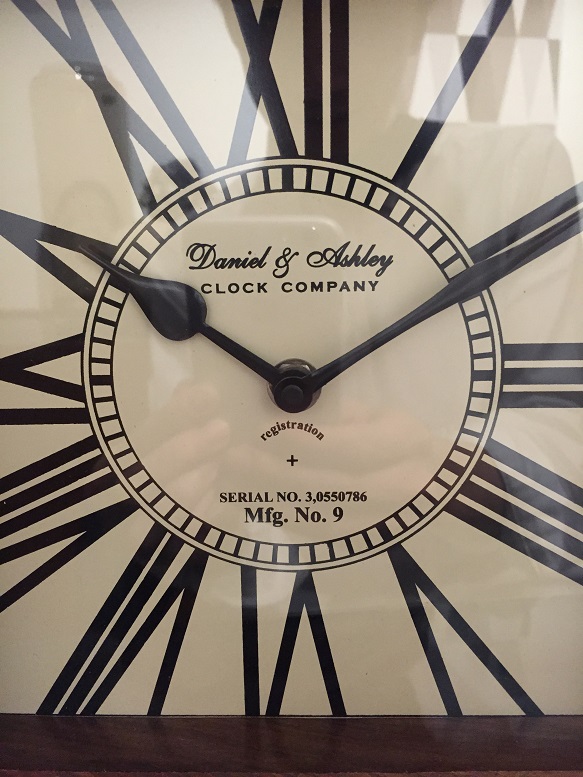 Daniel & Ashley
CLOCK COMPANY
registration
+
SERIAL NO. 3,0550786
Mfg. No. 9